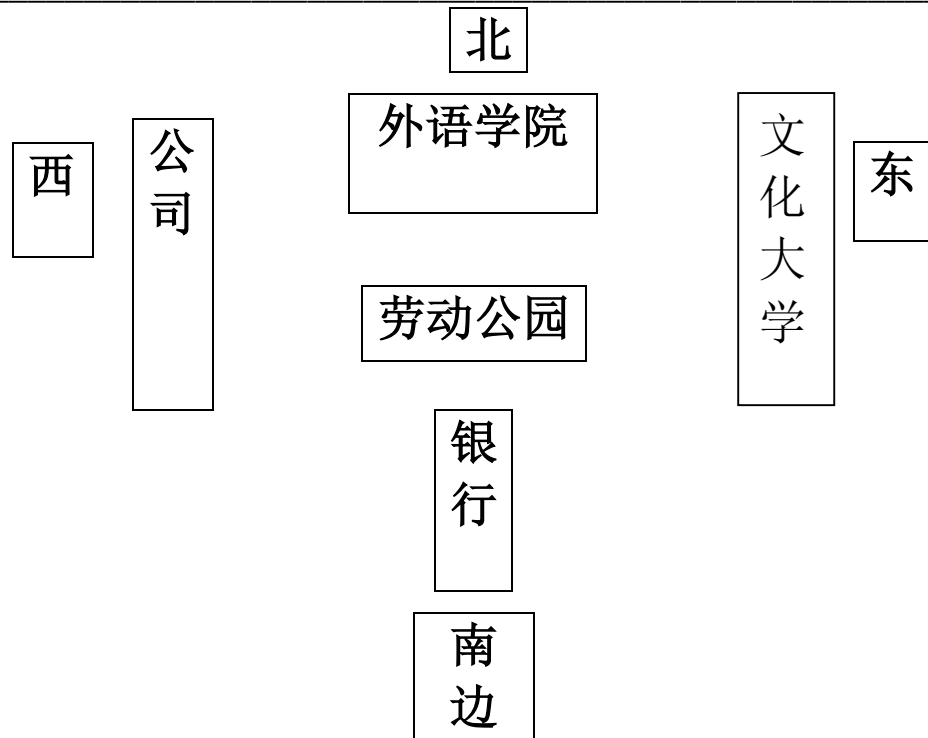 北
外语学院
西
公
司
劳动公园
文
化
大
学
东
银
行
南
边